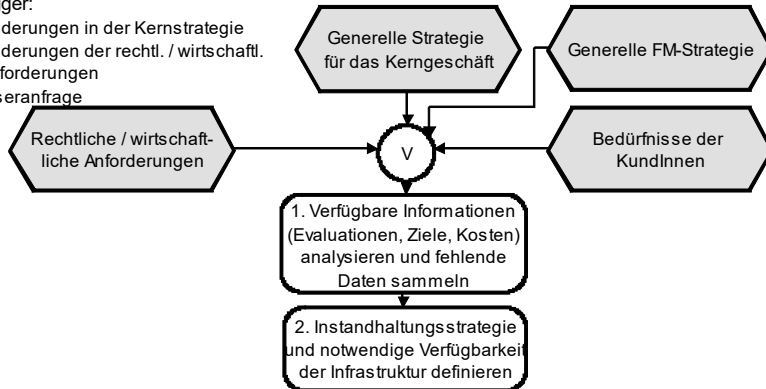 derungen in der Kernstrategie
derungen der rechtl. / wirtschaftl.
forderungen
seranfrage
Generelle Strategie
für das Kerngeschäft
Generelle FM-Strategie
Rechtliche / wirtschaft-
liche Anforderungen
V
Bedürfnisse der
KundInnen
1. Verfügbare Informationen
(Evaluationen, Ziele, Kosten)
analysieren und fehlende
Daten sammeln
2. Instandhaltungsstrategie
und notwendige Verfügbarkeit
der Infrastruktur definieren